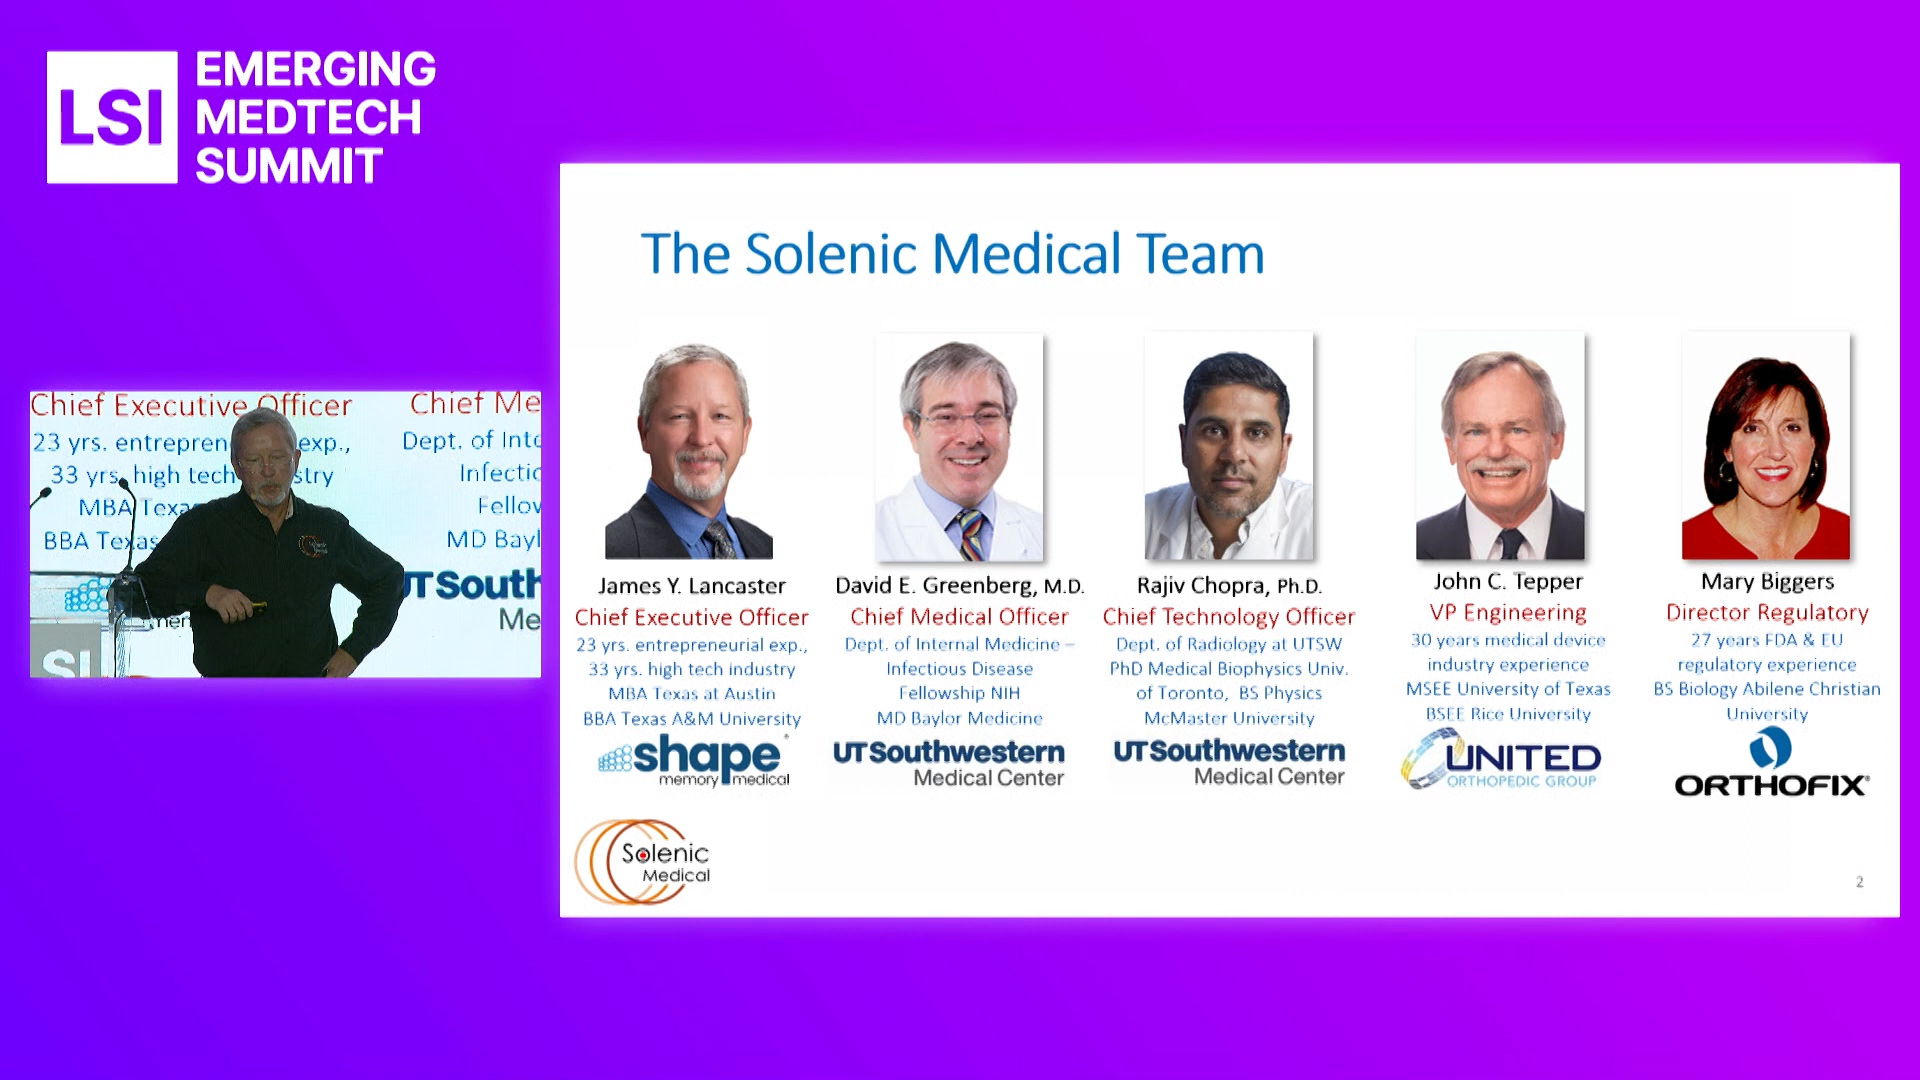 LSI
EMERGING
MEDTECH
SUMMIT
The Solenic Medical Team
James Y. Lancaster
Chief Executive Officer
23 yrs. entrepreneurial exp.,
33 yrs. high tech industry
MBA Texas at Austin
BBA Texas A&M University
shape
memory medical
David E. Greenberg, M.D.
Chief Medical Officer
Dept. of Internal Medicine –
Infectious Disease
Fellowship NIH
MD Baylor Medicine
UT Southwestern
Medical Center
Rajiv Chopra, Ph.D.
Chief Technology Officer
Dept. of Radiology at UTSW
PhD Medical Biophysics Univ.
of Toronto, BS Physics
McMaster University
UT Southwestern
Medical Center
John C. Tepper
VP Engineering
30 years medical device
industry experience
MSEE University of Texas
BSEE Rice University
UNITED
ORTHOPEDIC GROUP
Mary Biggers
Director Regulatory
27 years FDA & EU
regulatory experience
BS Biology Abilene Christian
University
ORTHOFIX®
Solenic
Medical
2
Chief Executive Officer
23 yrs. entrepren exp.,
33 yrs. high tech stry
MBA Texa
BBA Texas
Chief Me
Dept. of Inte
Infectio
Fellow
MD Bayl
UT South
Me
Solenic
Medical